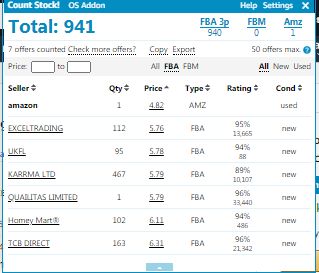 Count Stock! OS Addon Help Settings ✕
Total: 941 FBA 3p FBM Amz
940 0 1
7 offers counted Check more offers? Copy Export 50 offers max. ?
Price: to All FBA FBM All New Used
Seller Qty Price Type Rating Cond
amazon 1 4.82 AMZ used
EXCELTRADING 112 5.76 FBA 95% 13,665 new
UKFL 95 5.78 FBA 94% 88 new
KARRMA LTD 467 5.79 FBA 89% 10,107 new
QUAILITAS LIMITED 1 5.79 FBA 96% 33,440 new
Homey Mart® 102 6.11 FBA 94% 486 new
TCB DIRECT 163 6.31 FBA 96% 21,342 new